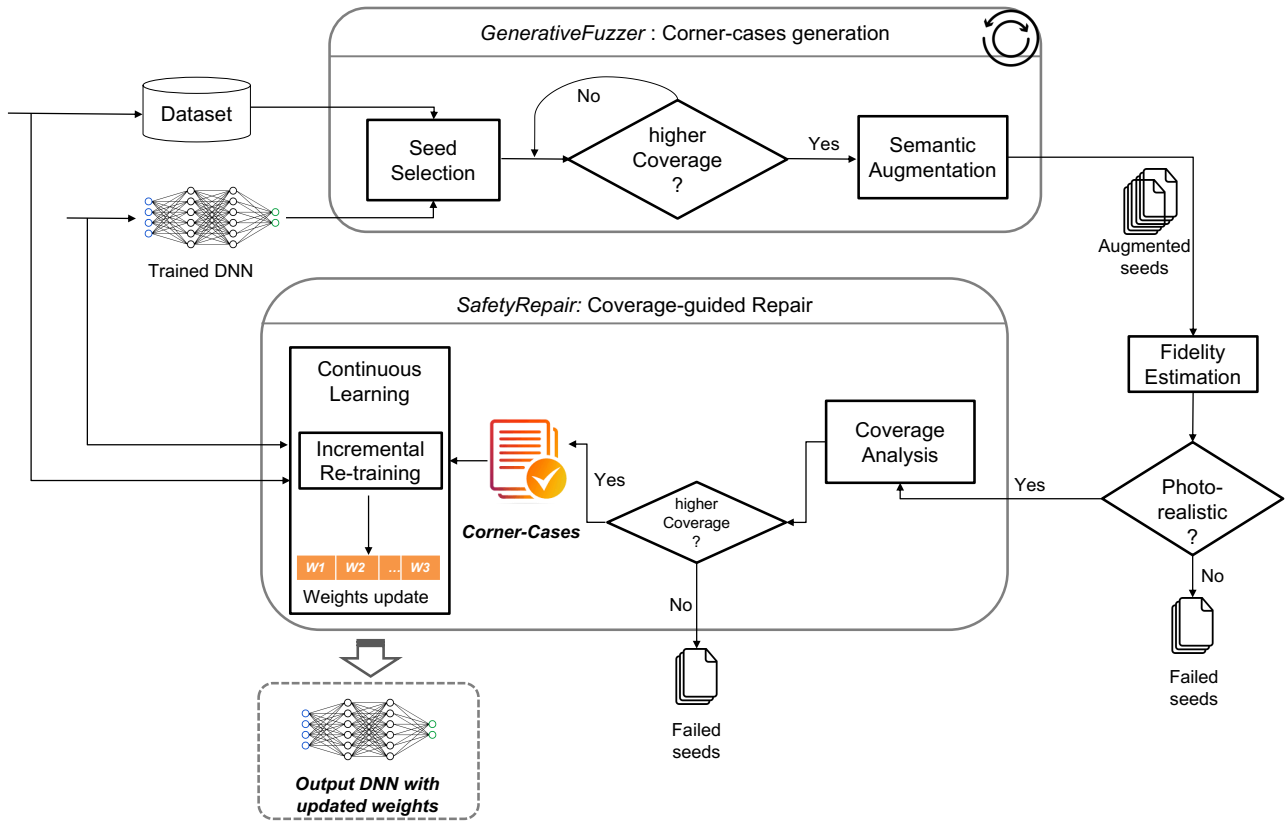 GenerativeFuzzer : Corner-cases generation
Dataset
Seed
Selection
No
higher
Coverage
?
Yes
Semantic
Augmentation
Trained DNN
Augmented
seeds
SafetyRepair: Coverage-guided Repair
Fidelity
Estimation
Continuous
Learning
Incremental
Re-training
W1 W2 ... W3
Weights update
Corner-Cases
Yes
higher
Coverage
?
Coverage
Analysis
Yes
Photo-
realistic
?
No
No
Failed
seeds
Failed
seeds
Output DNN with
updated weights